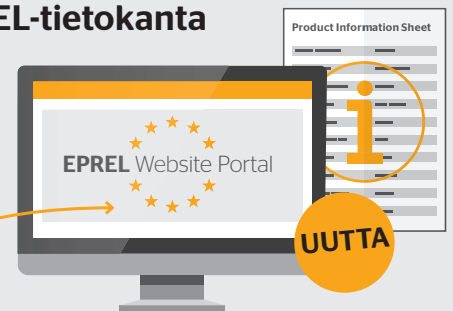 EL-tietokanta
Product Information Sheet
EPREL Website Portal
UUTTA